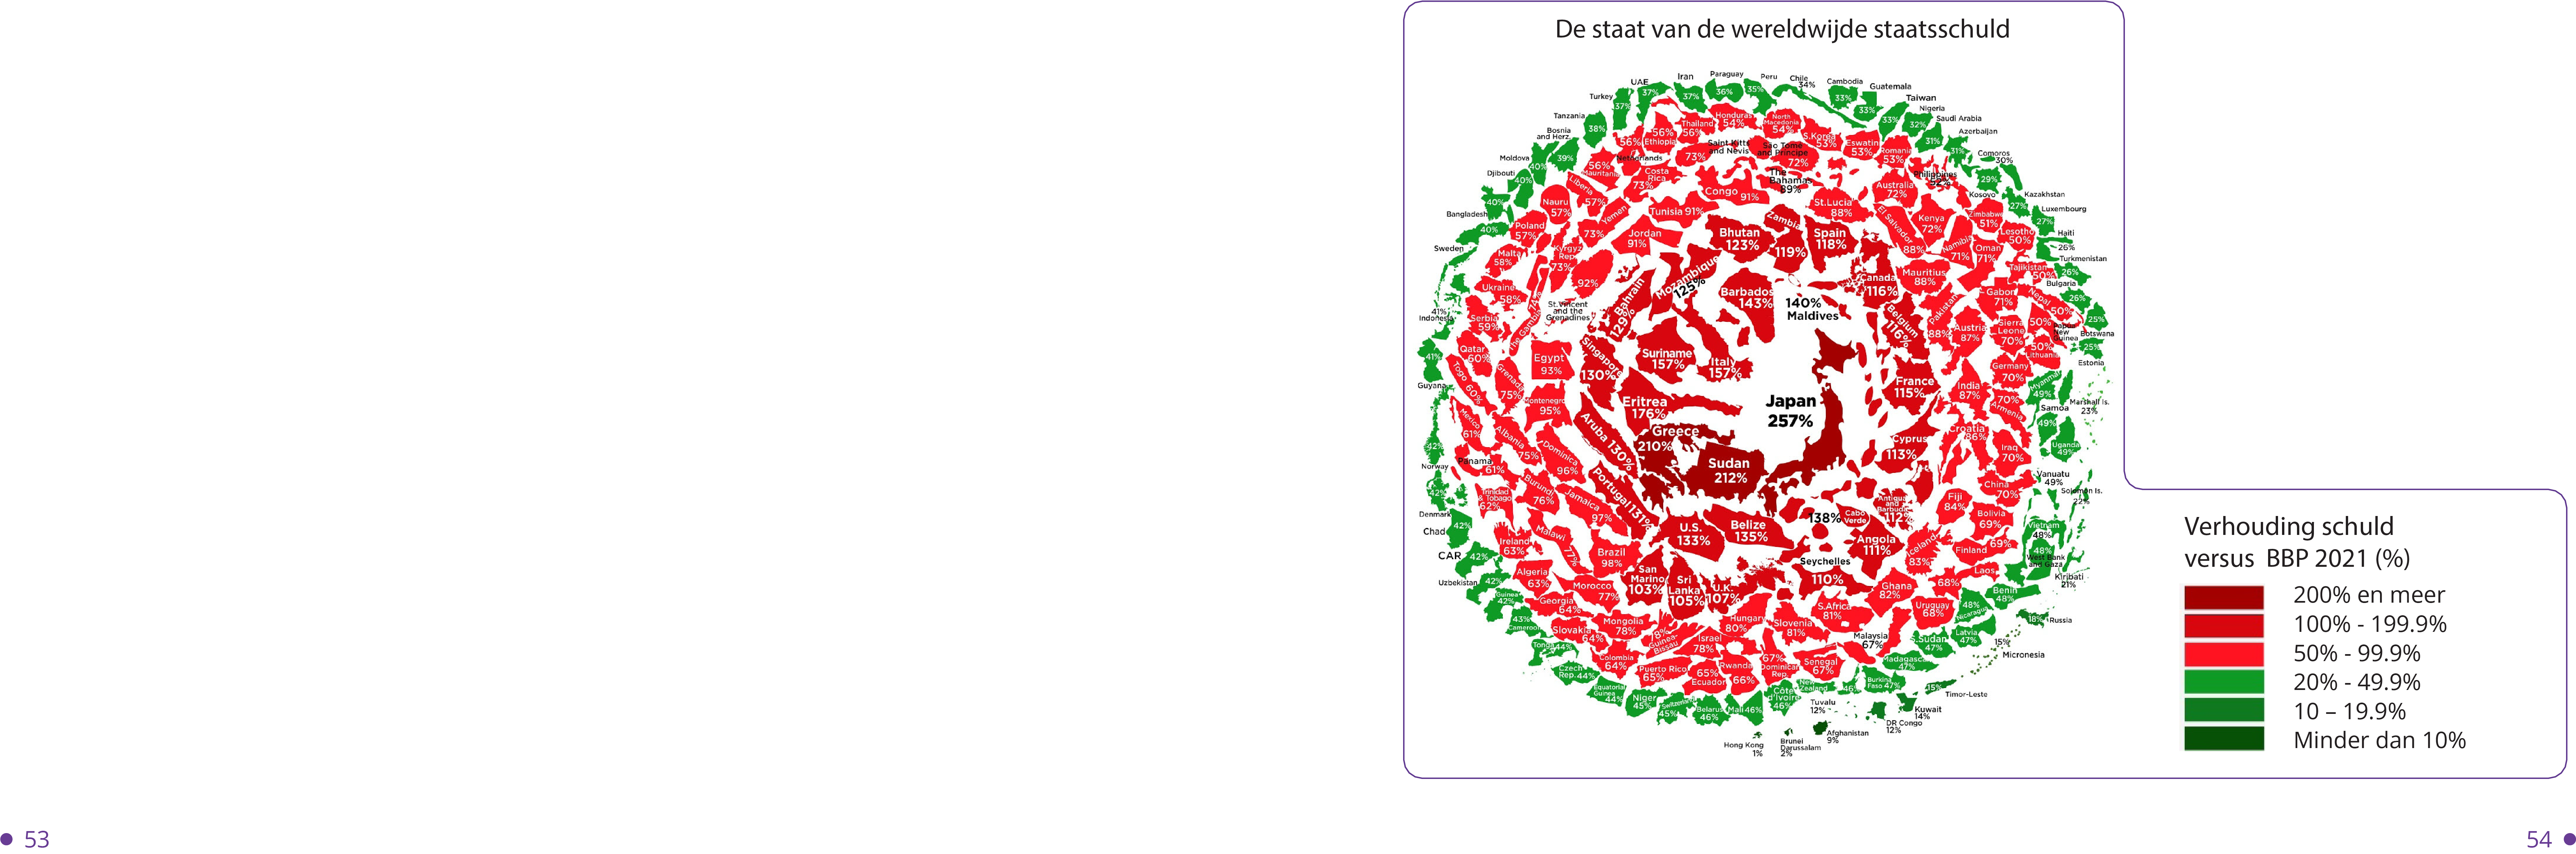 De staat van de wereldwijde staatsschuld
UAE
37%
Iran
37%
Paraguay
36%
Peru
35%
Chile
34%
Cambodia
33%
Guatemala
33%
Taiwan
33%
Nigeria
32%
Saudi Arabia
31%
Azerbaijan
31%
Comoros
30%
29%
Kazakhstan
27%
Luxembourg
27%
Haiti
26%
Turkmenistan
26%
Bulgaria
26%
25%
Botswana
25%
Estonia
Turkey
37%
Tanzania
38%
Bosnia
and Herz.
39%
Moldova
40%
Djibouti
40%
40%
Bangladesh
40%
Sweden
41%
Indonesia
41%
Guyana
42%
Norway
42%
Denmark
Chad
42%
CAR
42%
Uzbekistan
42%
Guinea
42%
43%
Cameroon
Tonga
44%
Czech
Rep. 44%
Equatorial
Guinea
44%
Niger
45%
Switzerland
45%
Belarus
46%
Mali 46%
Côte
d'Ivoire
46%
New
Zealand
46%
Burkina
Faso 47%
Madagascar
47%
S.Sudan
47%
Latvia
47%
48%
Nicaragua
Benin
48%
48%
West Bank
and Gaza
Vietnam
48%
Vanuatu
49%
Uganda
49%
Samoa
49%
Myanmar
49%
Marshall Is.
23%
Solomon Is.
22%
Kiribati
21%
18%
Russia
15%
Micronesia
15%
Timor-Leste
Kuwait
14%
DR Congo
12%
Tuvalu
12%
Afghanistan
9%
Brunei
Darussalam
2%
Hong Kong
1%
56%
Ethiopia
56%
Thailand
56%
Honduras
54%
North
Macedonia
54%
S.Korea
53%
Eswatini
53%
Romania
53%
Philippines
Kosovo
Zimbabwe
51%
Lesotho
50%
Tajikistan
50%
Nepal
50%
50%
Papua
New
Guinea
50%
Lithuania
Netherlands
56%
Mauritania
Liberia
57%
Nauru
57%
Poland
57%
Malta
58%
Ukraine
58%
Serbia
59%
Qatar
60%
Togo 60%
Mexico
61%
Panama
61%
Trinidad
& Tobago
62%
Ireland
63%
Algeria
63%
Georgia
64%
Slovakia
64%
Colombia
64%
Puerto Rico
65%
65%
Ecuador
Rwanda
66%
67%
Dominican
Rep.
Senegal
67%
Malaysia
67%
Uruguay
68%
68%
Laos
Finland
69%
Bolivia
69%
China
70%
Iraq
70%
70%
Armenia
Germany
70%
Sierra
Leone
70%
Gabon
71%
Oman
71%
Namibia
71%
Kenya
72%
Australia
72%
Sao Tome
and Principe
72%
Saint Kitts
and Nevis
73%
Costa
Rica
73%
Yemen
73%
Kyrgyz
Rep.
73%
The Gambia
74%
Grenada
75%
Albania
75%
Burundi
76%
Malawi
77%
Morocco
77%
Mongolia
78%
78%
Guinea-
Bissau
Israel
78%
Hungary
80%
Slovenia
81%
S.Africa
81%
Ghana
82%
Iceland
83%
Fiji
84%
Croatia
86%
India
87%
Austria
87%
Pakistan
88%
Mauritius
88%
El Salvador
88%
St.Lucia
88%
The
Bahamas
89%
Congo
91%
Tunisia 91%
Jordan
91%
92%
St.Vincent
and the
Grenadines
Egypt
93%
Montenegro
95%
Dominica
96%
Jamaica
97%
Brazil
98%
San
Marino
103%
Sri
Lanka
105%
U.K.
107%
Seychelles
110%
Angola
111%
Antigua
and
Barbuda
112%
Cyprus
113%
France
115%
Belgium
116%
Canada
116%
Spain
118%
Zambia
119%
Bhutan
123%
Mozambique
125%
Bahrain
129%
Singapore
130%
Aruba 130%
Portugal 131%
U.S.
133%
Belize
135%
138%
Cabo
Verde
140%
Maldives
Barbados
143%
Suriname
157%
Italy
157%
Eritrea
176%
Greece
210%
Sudan
212%
Japan
257%
Verhouding schuld
versus BBP 2021 (%)
200% en meer
100% - 199.9%
50% - 99.9%
20% - 49.9%
10 – 19.9%
Minder dan 10%
53
54